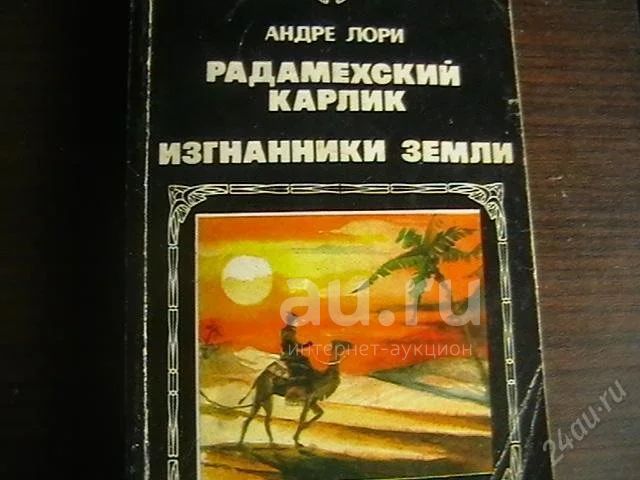 АНДРЕ ЛОРИ
РАДАМЕХСКИЙ
КАРЛИК
ИЗГНАННИКИ ЗЕМЛИ
au.ru
интернет-аукцион
24au.ru